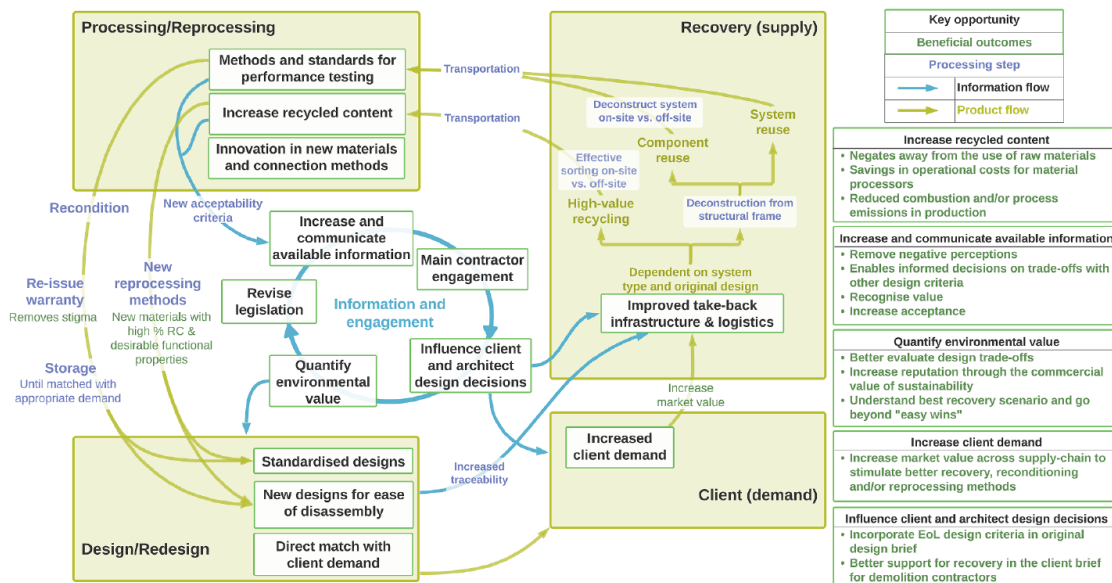 Processing/Reprocessing
Methods and standards for
performance testing
Increase recycled content
Innovation in new materials
and connection methods
Transportation
Transportation
Recovery (supply)
Deconstruct system
on-site vs. off-site
System
reuse
Component
reuse
Effective
sorting on-site
vs. off-site
High-value
recycling
Deconstruction from
structural frame
Dependent on system
type and original design
Improved take-back
infrastructure & logistics
Recondition
New acceptability
criteria
Increase and
communicate
available information
Main contractor
engagement
Re-issue
warranty
Removes stigma
New
reprocessing
methods
New materials with
high % RC &
desirable functional
properties
Revise
legislation
Information and
engagement
Storage
Until matched with
appropriate demand
Quantify
environmental
value
Influence client
and architect
design decisions
Increase
market value
Standardised designs
New designs for ease
of disassembly
Direct match with
client demand
Design/Redesign
Increased
traceability
Increased
client demand
Client (demand)
Key opportunity
Beneficial outcomes
Processing step
Information flow
Product flow
Increase recycled content
• Negates away from the use of raw materials
• Savings in operational costs for material
processors
• Reduced combustion and/or process
emissions in production
Increase and communicate available information
• Remove negative perceptions
• Enables informed decisions on trade-offs with
other design criteria
• Recognise value
• Increase acceptance
Quantify environmental value
• Better evaluate design trade-offs
• Increase reputation through the commcercial
value of sustainability
• Understand best recovery scenario and go
beyond "easy wins"
Increase client demand
• Increase market value across supply-chain to
stimulate better recovery, reconditioning
and/or reprocessing methods
Influence client and architect design decisions
• Incorporate EoL design criteria in original
design brief
• Better support for recovery in the client brief
for demolition contractors